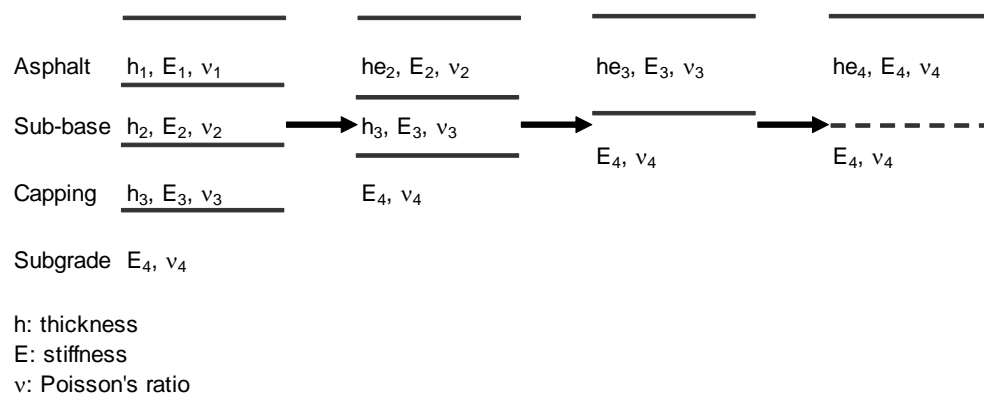 Asphalt h₁, E₁, ν₁ he₂, E₂, ν₂ he₃, E₃, ν₃ he₄, E₄, ν₄
Sub-base h₂, E₂, ν₂ h₃, E₃, ν₃
E₄, ν₄ E₄, ν₄
Capping h₃, E₃, ν₃ E₄, ν₄
Subgrade E₄, ν₄
h: thickness
E: stiffness
ν: Poisson's ratio